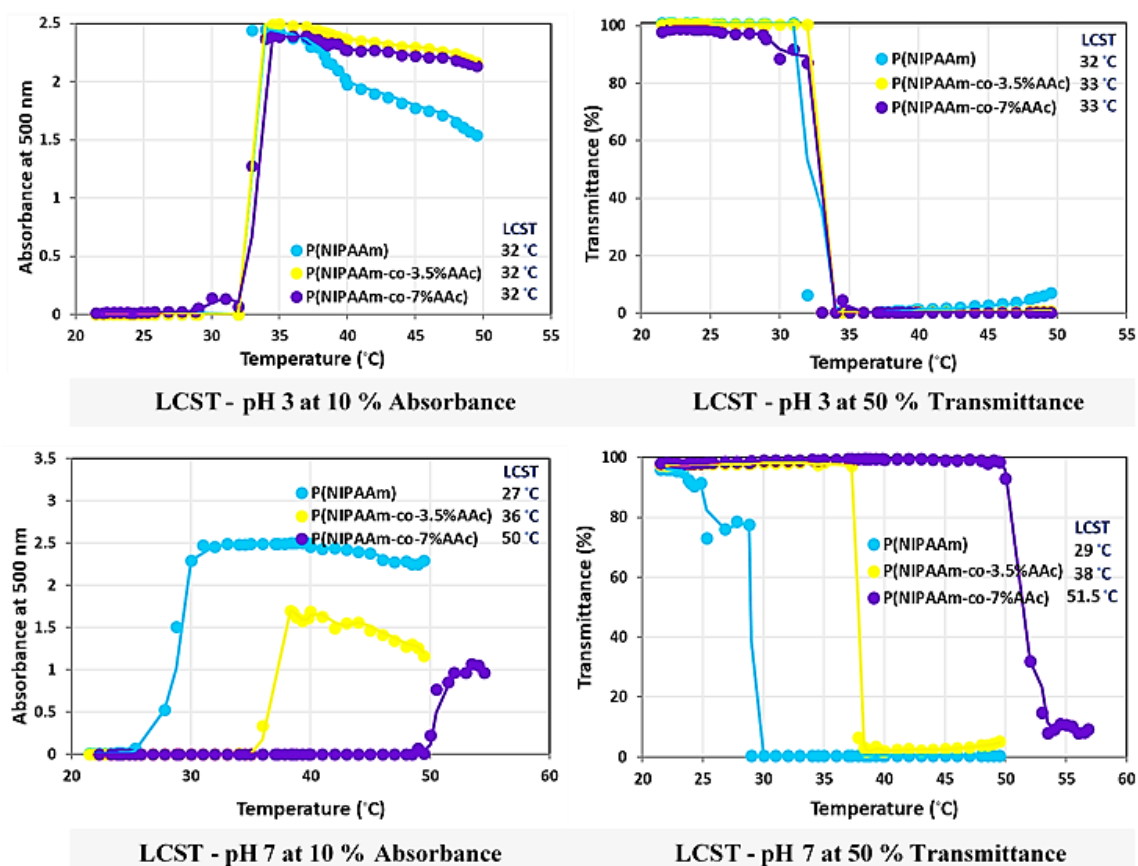 2.5
2
1.5
1
0.5
0
Absorbance at 500 nm
LCST
P(NIPAAm) 32 °C
P(NIPAAm-co-3.5%AAc) 32 °C
P(NIPAAm-co-7%AAc) 32 °C
20 25 30 35 40 45 50 55
Temperature (°C)
LCST - pH 3 at 10 % Absorbance
100
80
60
40
20
0
Transmittance (%)
LCST
P(NIPAAm) 32 °C
P(NIPAAm-co-3.5%AAc) 33 °C
P(NIPAAm-co-7%AAc) 33 °C
20 25 30 35 40 45 50 55
Temperature (°C)
LCST - pH 3 at 50 % Transmittance
3.5
3
2.5
2
1.5
1
0.5
0
Absorbance at 500 nm
LCST
P(NIPAAm) 27 °C
P(NIPAAm-co-3.5%AAc) 36 °C
P(NIPAAm-co-7%AAc) 50 °C
20 30 40 50 60
Temperature (°C)
LCST - pH 7 at 10 % Absorbance
100
80
60
40
20
0
Transmittance (%)
LCST
P(NIPAAm) 29 °C
P(NIPAAm-co-3.5%AAc) 38 °C
P(NIPAAm-co-7%AAc) 51.5 °C
20 25 30 35 40 45 50 55 60
Temperature (°C)
LCST - pH 7 at 50 % Transmittance